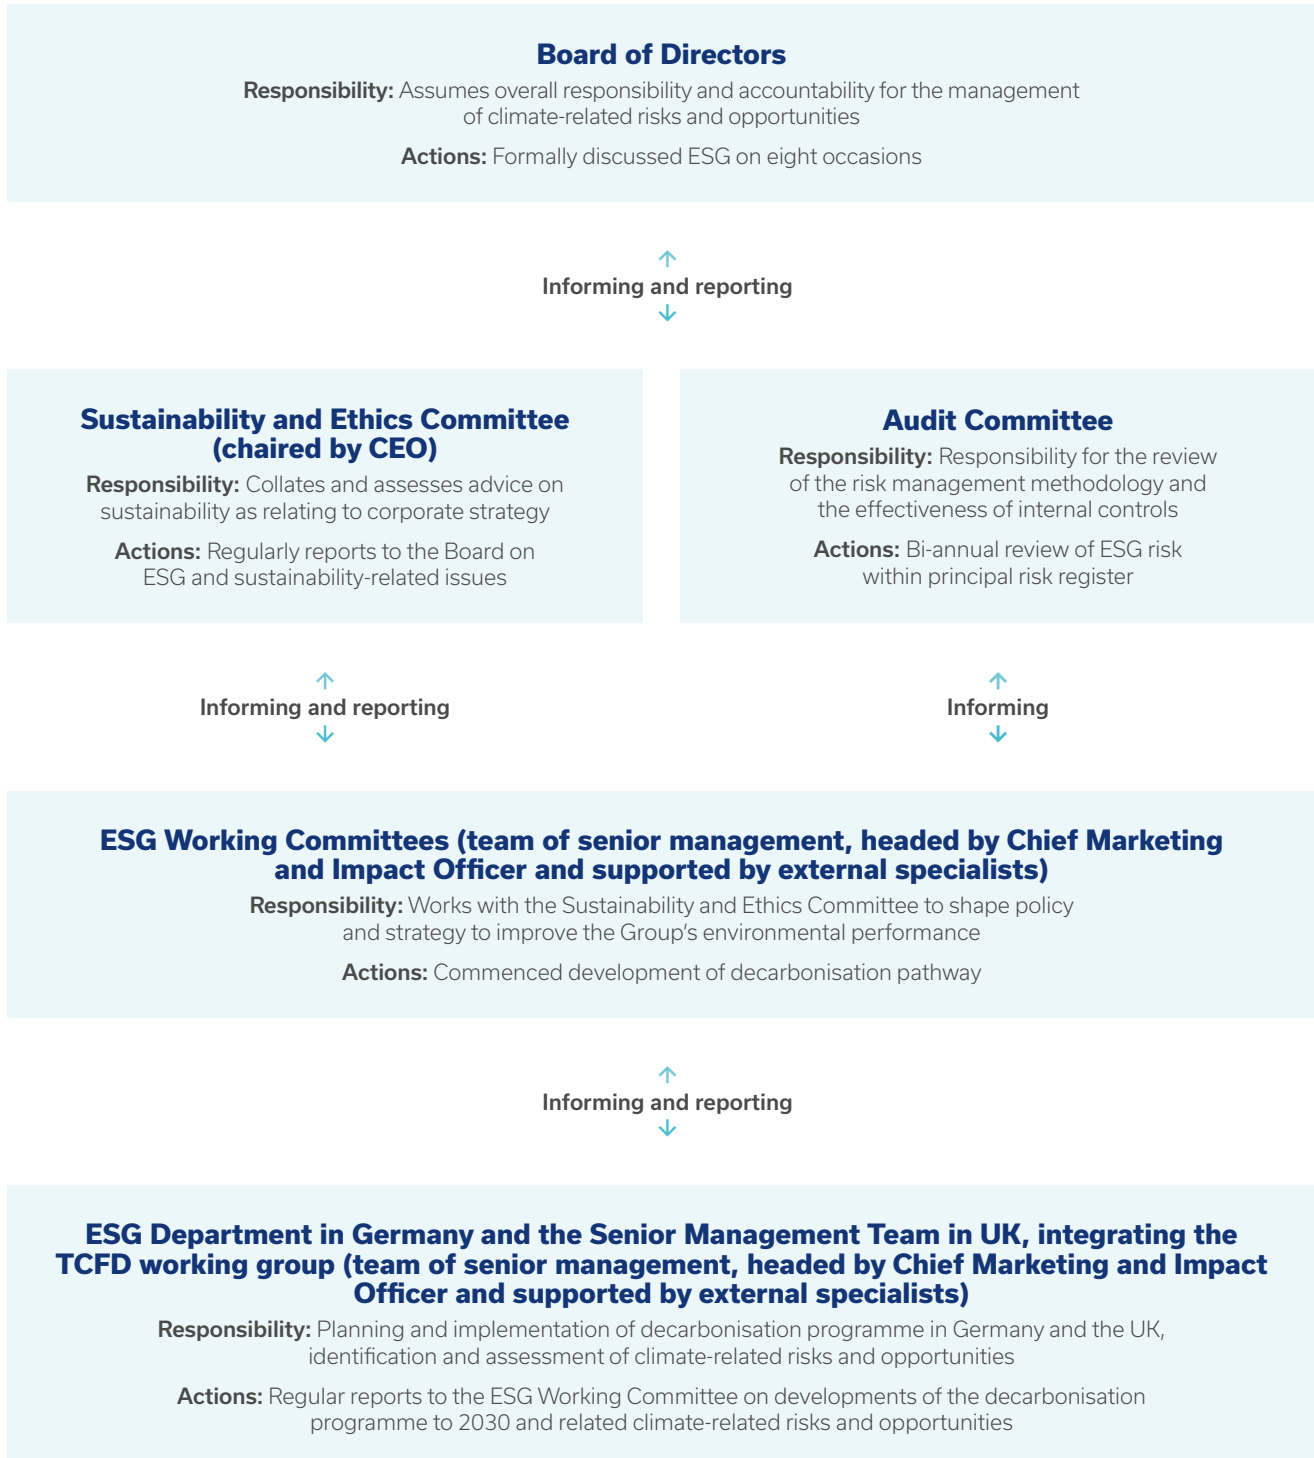 Board of Directors
Responsibility: Assumes overall responsibility and accountability for the management
of climate-related risks and opportunities
Actions: Formally discussed ESG on eight occasions
↑
Informing and reporting
↓
Sustainability and Ethics Committee
(chaired by CEO)
Responsibility: Collates and assesses advice on
sustainability as relating to corporate strategy
Actions: Regularly reports to the Board on
ESG and sustainability-related issues
Audit Committee
Responsibility: Responsibility for the review
of the risk management methodology and
the effectiveness of internal controls
Actions: Bi-annual review of ESG risk
within principal risk register
↑
Informing and reporting
↓
↑
Informing
↓
ESG Working Committees (team of senior management, headed by Chief Marketing
and Impact Officer and supported by external specialists)
Responsibility: Works with the Sustainability and Ethics Committee to shape policy
and strategy to improve the Group’s environmental performance
Actions: Commenced development of decarbonisation pathway
↑
Informing and reporting
↓
ESG Department in Germany and the Senior Management Team in UK, integrating the
TCFD working group (team of senior management, headed by Chief Marketing and Impact
Officer and supported by external specialists)
Responsibility: Planning and implementation of decarbonisation programme in Germany and the UK,
identification and assessment of climate-related risks and opportunities
Actions: Regular reports to the ESG Working Committee on developments of the decarbonisation
programme to 2030 and related climate-related risks and opportunities